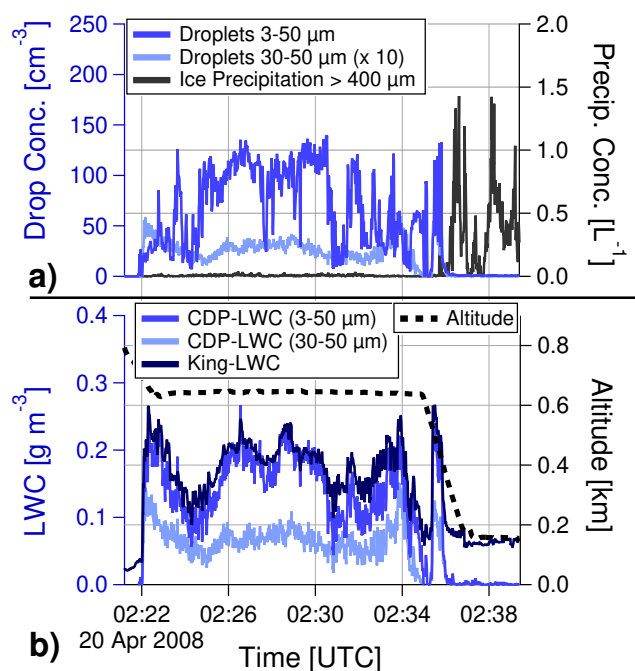 a)
Droplets 3-50 µm
Droplets 30-50 µm (x 10)
Ice Precipitation > 400 µm
Drop Conc. [cm⁻³]
250
200
150
100
50
0
Precip. Conc. [L⁻¹]
2.0
1.5
1.0
0.5
0.0
b)
CDP-LWC (3-50 µm)
CDP-LWC (30-50 µm)
King-LWC
Altitude
LWC [g m⁻³]
0.4
0.3
0.2
0.1
0.0
Altitude [km]
0.8
0.6
0.4
0.2
0.0
02:22 02:26 02:30 02:34 02:38
20 Apr 2008
Time [UTC]